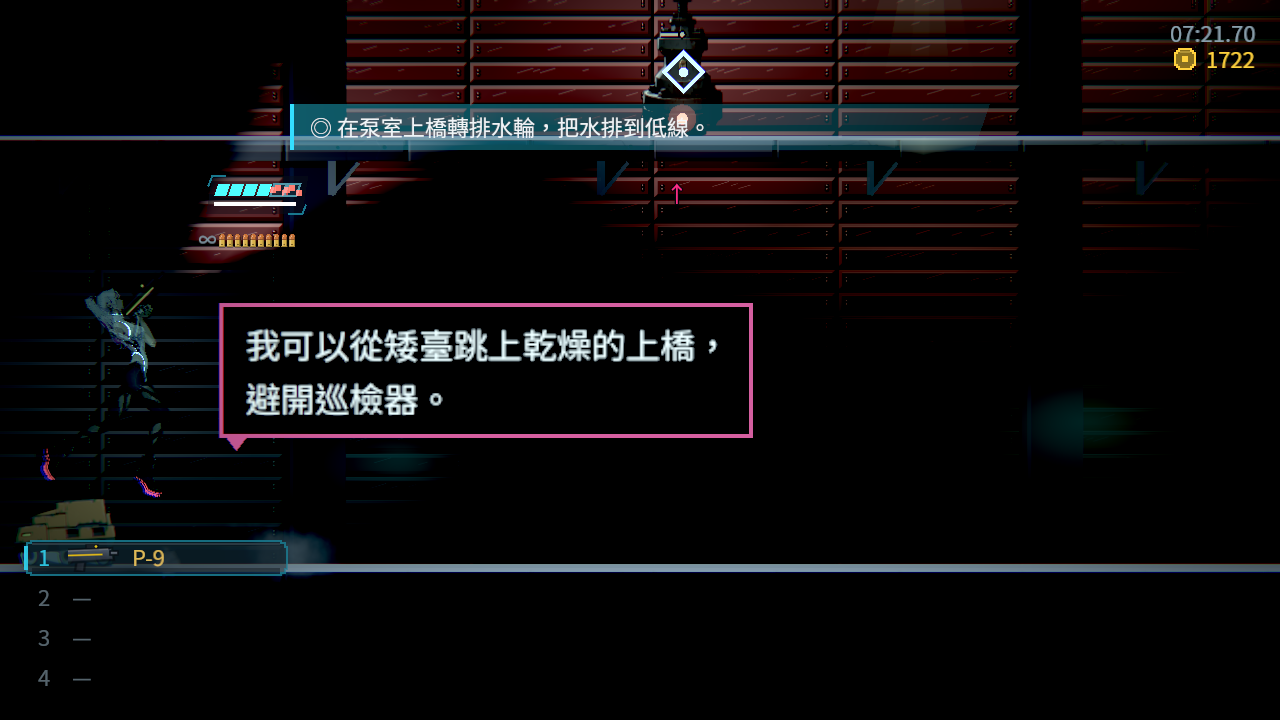 07:21.70
1722
◎ 在泵室上橋轉排水輪，把水排到低線。
∞
我可以從矮臺跳上乾燥的上橋，
避開巡檢器。
1 P-9
2 —
3 —
4 —